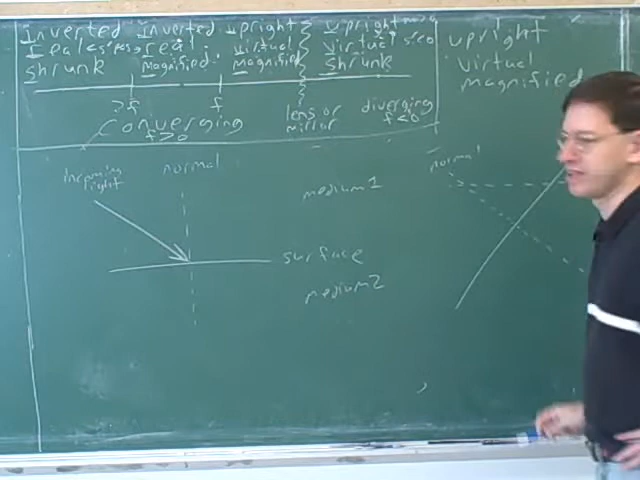 Inverted Inverted upright upright
real real virtual virtual
shrunk magnified magnified shrunk
f
converging lens or diverging
f>0 mirror f<0
upright
virtual
magnified
incoming
light
normal
medium 1
surface
medium 2
normal